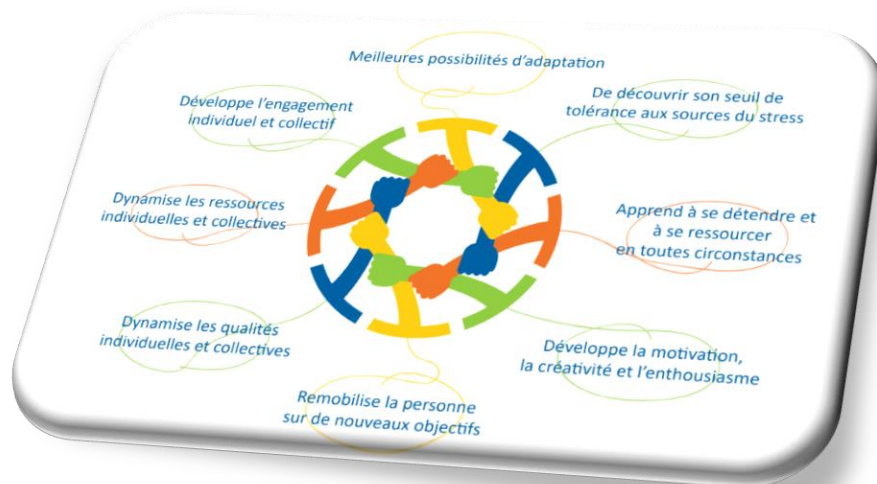 Meilleures possibilités d'adaptation
De découvrir son seuil de
tolérance aux sources du stress
Apprend à se détendre et
à se ressourcer
en toutes circonstances
Développe la motivation,
la créativité et l'enthousiasme
Remobilise la personne
sur de nouveaux objectifs
Dynamise les qualités
individuelles et collectives
Dynamise les ressources
individuelles et collectives
Développe l'engagement
individuel et collectif